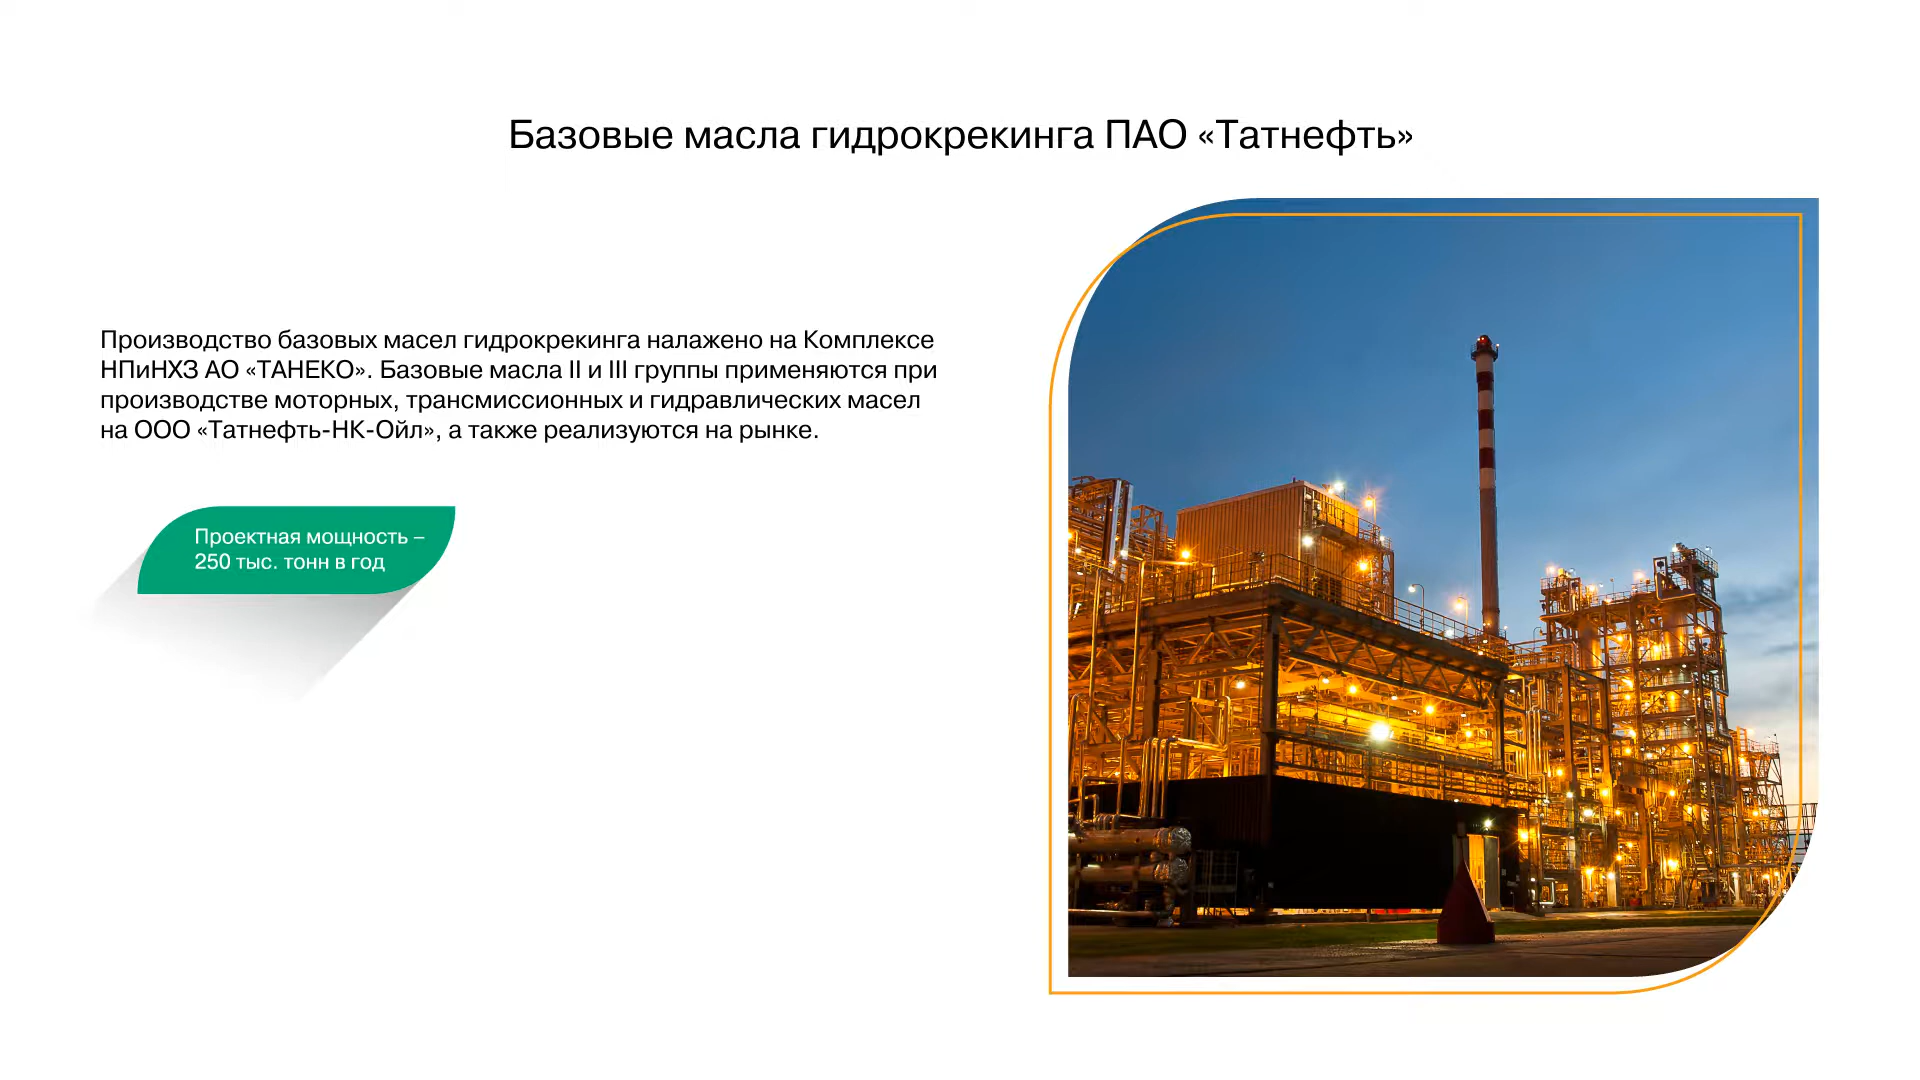 Базовые масла гидрокрекинга ПАО «Татнефть»
Производство базовых масел гидрокрекинга налажено на Комплексе
НПиНХЗ АО «ТАНЕКО». Базовые масла II и III группы применяются при
производстве моторных, трансмиссионных и гидравлических масел
на ООО «Татнефть-НК-Ойл», а также реализуются на рынке.
Проектная мощность –
250 тыс. тонн в год